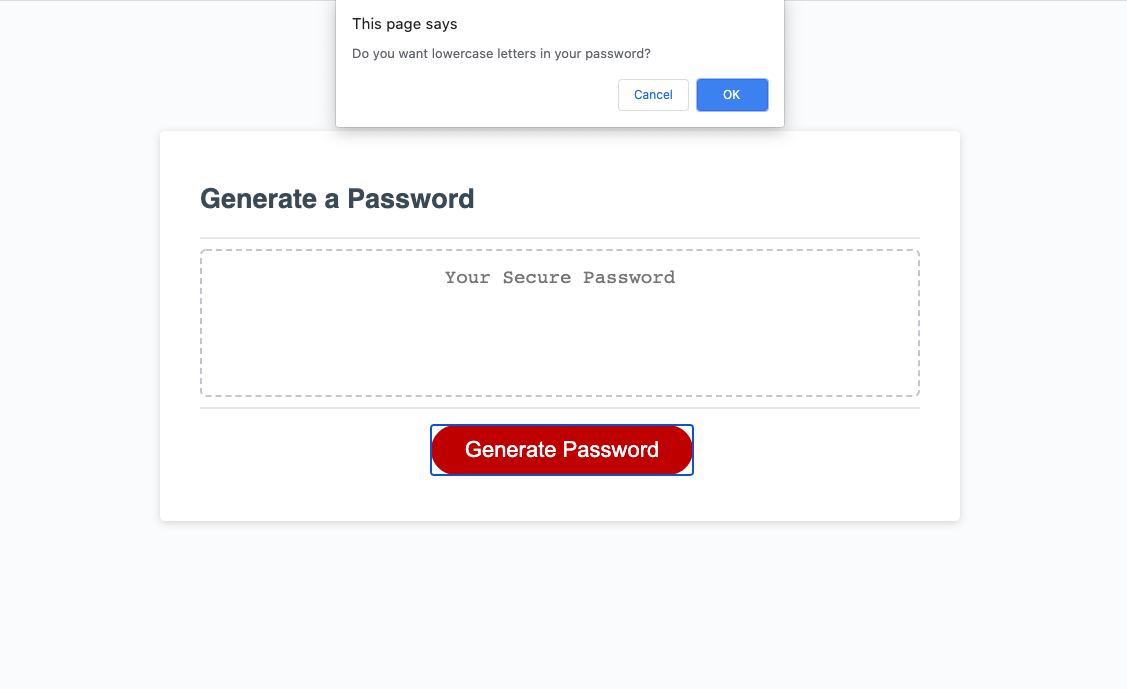 This page says
Do you want lowercase letters in your password?
Cancel OK
Generate a Password
Your Secure Password
Generate Password